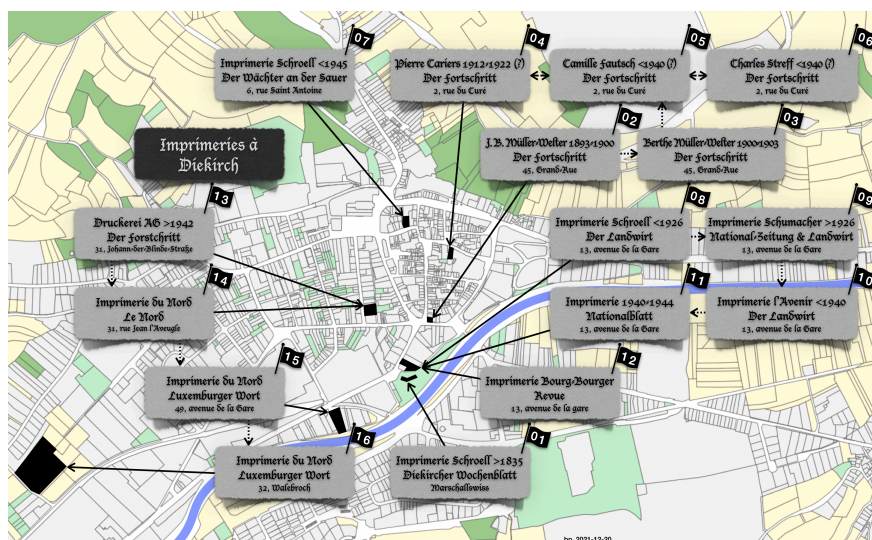 07
Imprimerie Schroell <1945
Der Wächter an der Sauer
6, rue Saint Antoine
04
Pierre Cariers 1912-1922 (?)
Der Fortschritt
2, rue du Curé
05
Camille Fautsch <1940 (?)
Der Fortschritt
2, rue du Curé
06
Charles Streff <1940 (?)
Der Fortschritt
2, rue du Curé
Imprimeries à
Diekirch
02
J.B. Müller-Wester 1893-1900
Der Fortschritt
45, Grand-Rue
03
Berthe Müller-Wester 1900-1903
Der Fortschritt
45, Grand-Rue
13
Druckerei AG >1942
Der Forstchritt
31, Johann-der-Blinde-Straße
08
Imprimerie Schroell <1926
Der Landwirt
13, avenue de la Gare
09
Imprimerie Schumacher >1926
National-Zeitung & Landwirt
13, avenue de la Gare
14
Imprimerie du Nord
Le Nord
31, rue Jean l'Aveugle
11
Imprimerie 1940-1944
Nationalblatt
13, avenue de la Gare
10
Imprimerie l'Avenir <1940
Der Landwirt
13, avenue de la Gare
15
Imprimerie du Nord
Luxemburger Wort
49, avenue de la Gare
12
Imprimerie Bourg-Bourger
Revue
13, avenue de la gare
16
Imprimerie du Nord
Luxemburger Wort
32, Walebroch
01
Imprimerie Schroell >1835
Diekircher Wochenblatt
Marschallswiss
bp, 2021-12-20